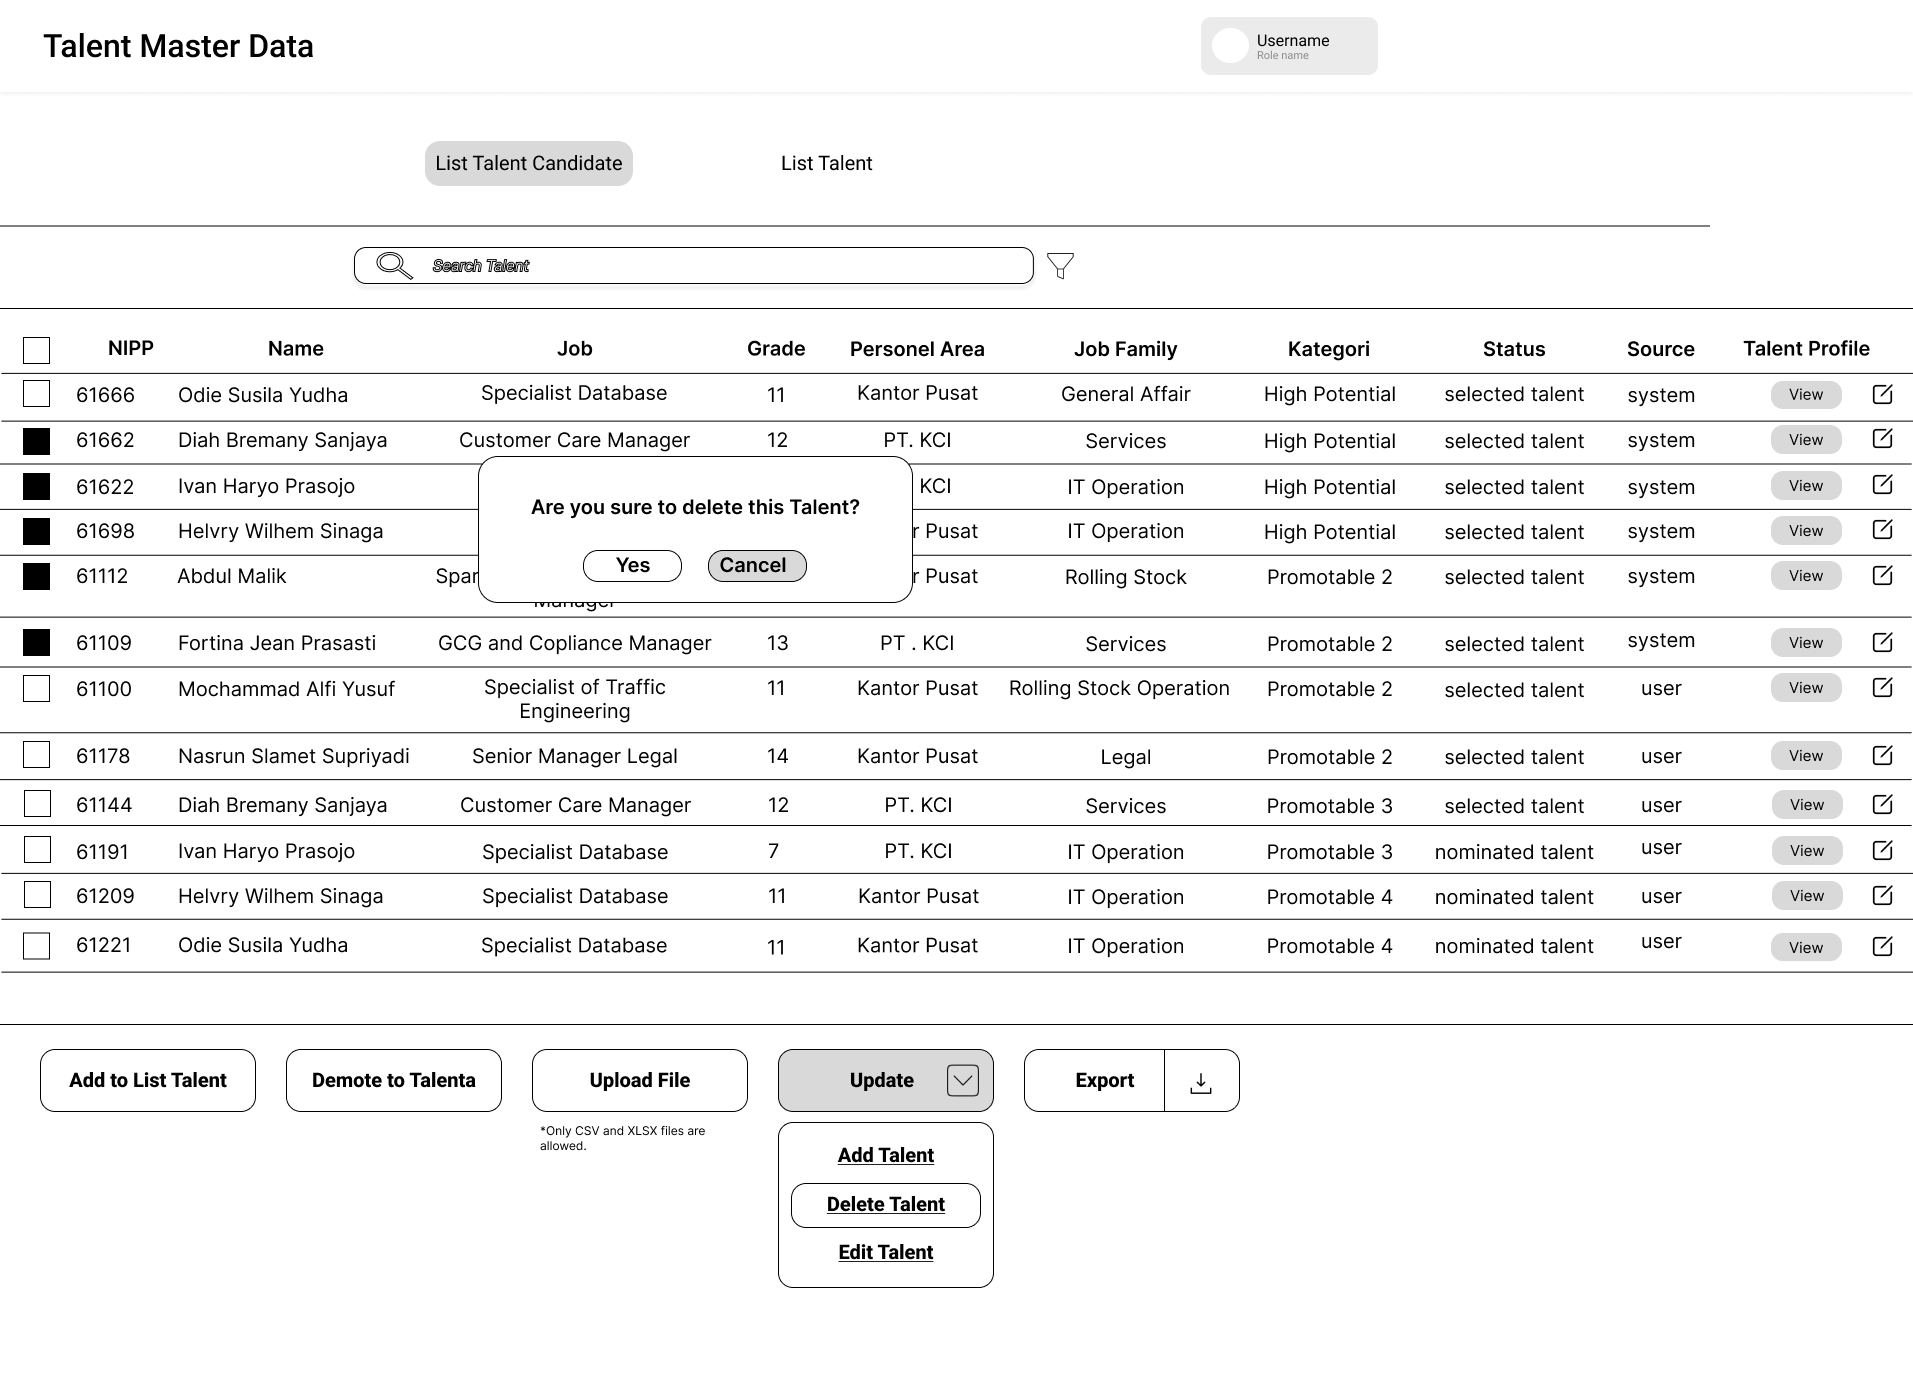 Talent Master Data
Username
Role name
List Talent Candidate
List Talent
Search Talent
NIPP Name Job Grade Personel Area Job Family Kategori Status Source Talent Profile
61666 Odie Susila Yudha Specialist Database 11 Kantor Pusat General Affair High Potential selected talent system View
61662 Diah Bremany Sanjaya Customer Care Manager 12 PT. KCI Services High Potential selected talent system View
61622 Ivan Haryo Prasojo KCI IT Operation High Potential selected talent system View
Are you sure to delete this Talent?
61698 Helvry Wilhem Sinaga Pusat IT Operation High Potential selected talent system View
Yes Cancel
61112 Abdul Malik Pusat Rolling Stock Promotable 2 selected talent system View
61109 Fortina Jean Prasasti GCG and Copliance Manager 13 PT . KCI Services Promotable 2 selected talent system View
61100 Mochammad Alfi Yusuf Specialist of Traffic 11 Kantor Pusat Rolling Stock Operation Promotable 2 selected talent user View
Engineering
61178 Nasrun Slamet Supriyadi Senior Manager Legal 14 Kantor Pusat Legal Promotable 2 selected talent user View
61144 Diah Bremany Sanjaya Customer Care Manager 12 PT. KCI Services Promotable 3 selected talent user View
61191 Ivan Haryo Prasojo Specialist Database 7 PT. KCI IT Operation Promotable 3 nominated talent user View
61209 Helvry Wilhem Sinaga Specialist Database 11 Kantor Pusat IT Operation Promotable 4 nominated talent user View
61221 Odie Susila Yudha Specialist Database 11 Kantor Pusat IT Operation Promotable 4 nominated talent user View
Add to List Talent Demote to Talenta Upload File Update Export
*Only CSV and XLSX files are
allowed.
Add Talent
Delete Talent
Edit Talent